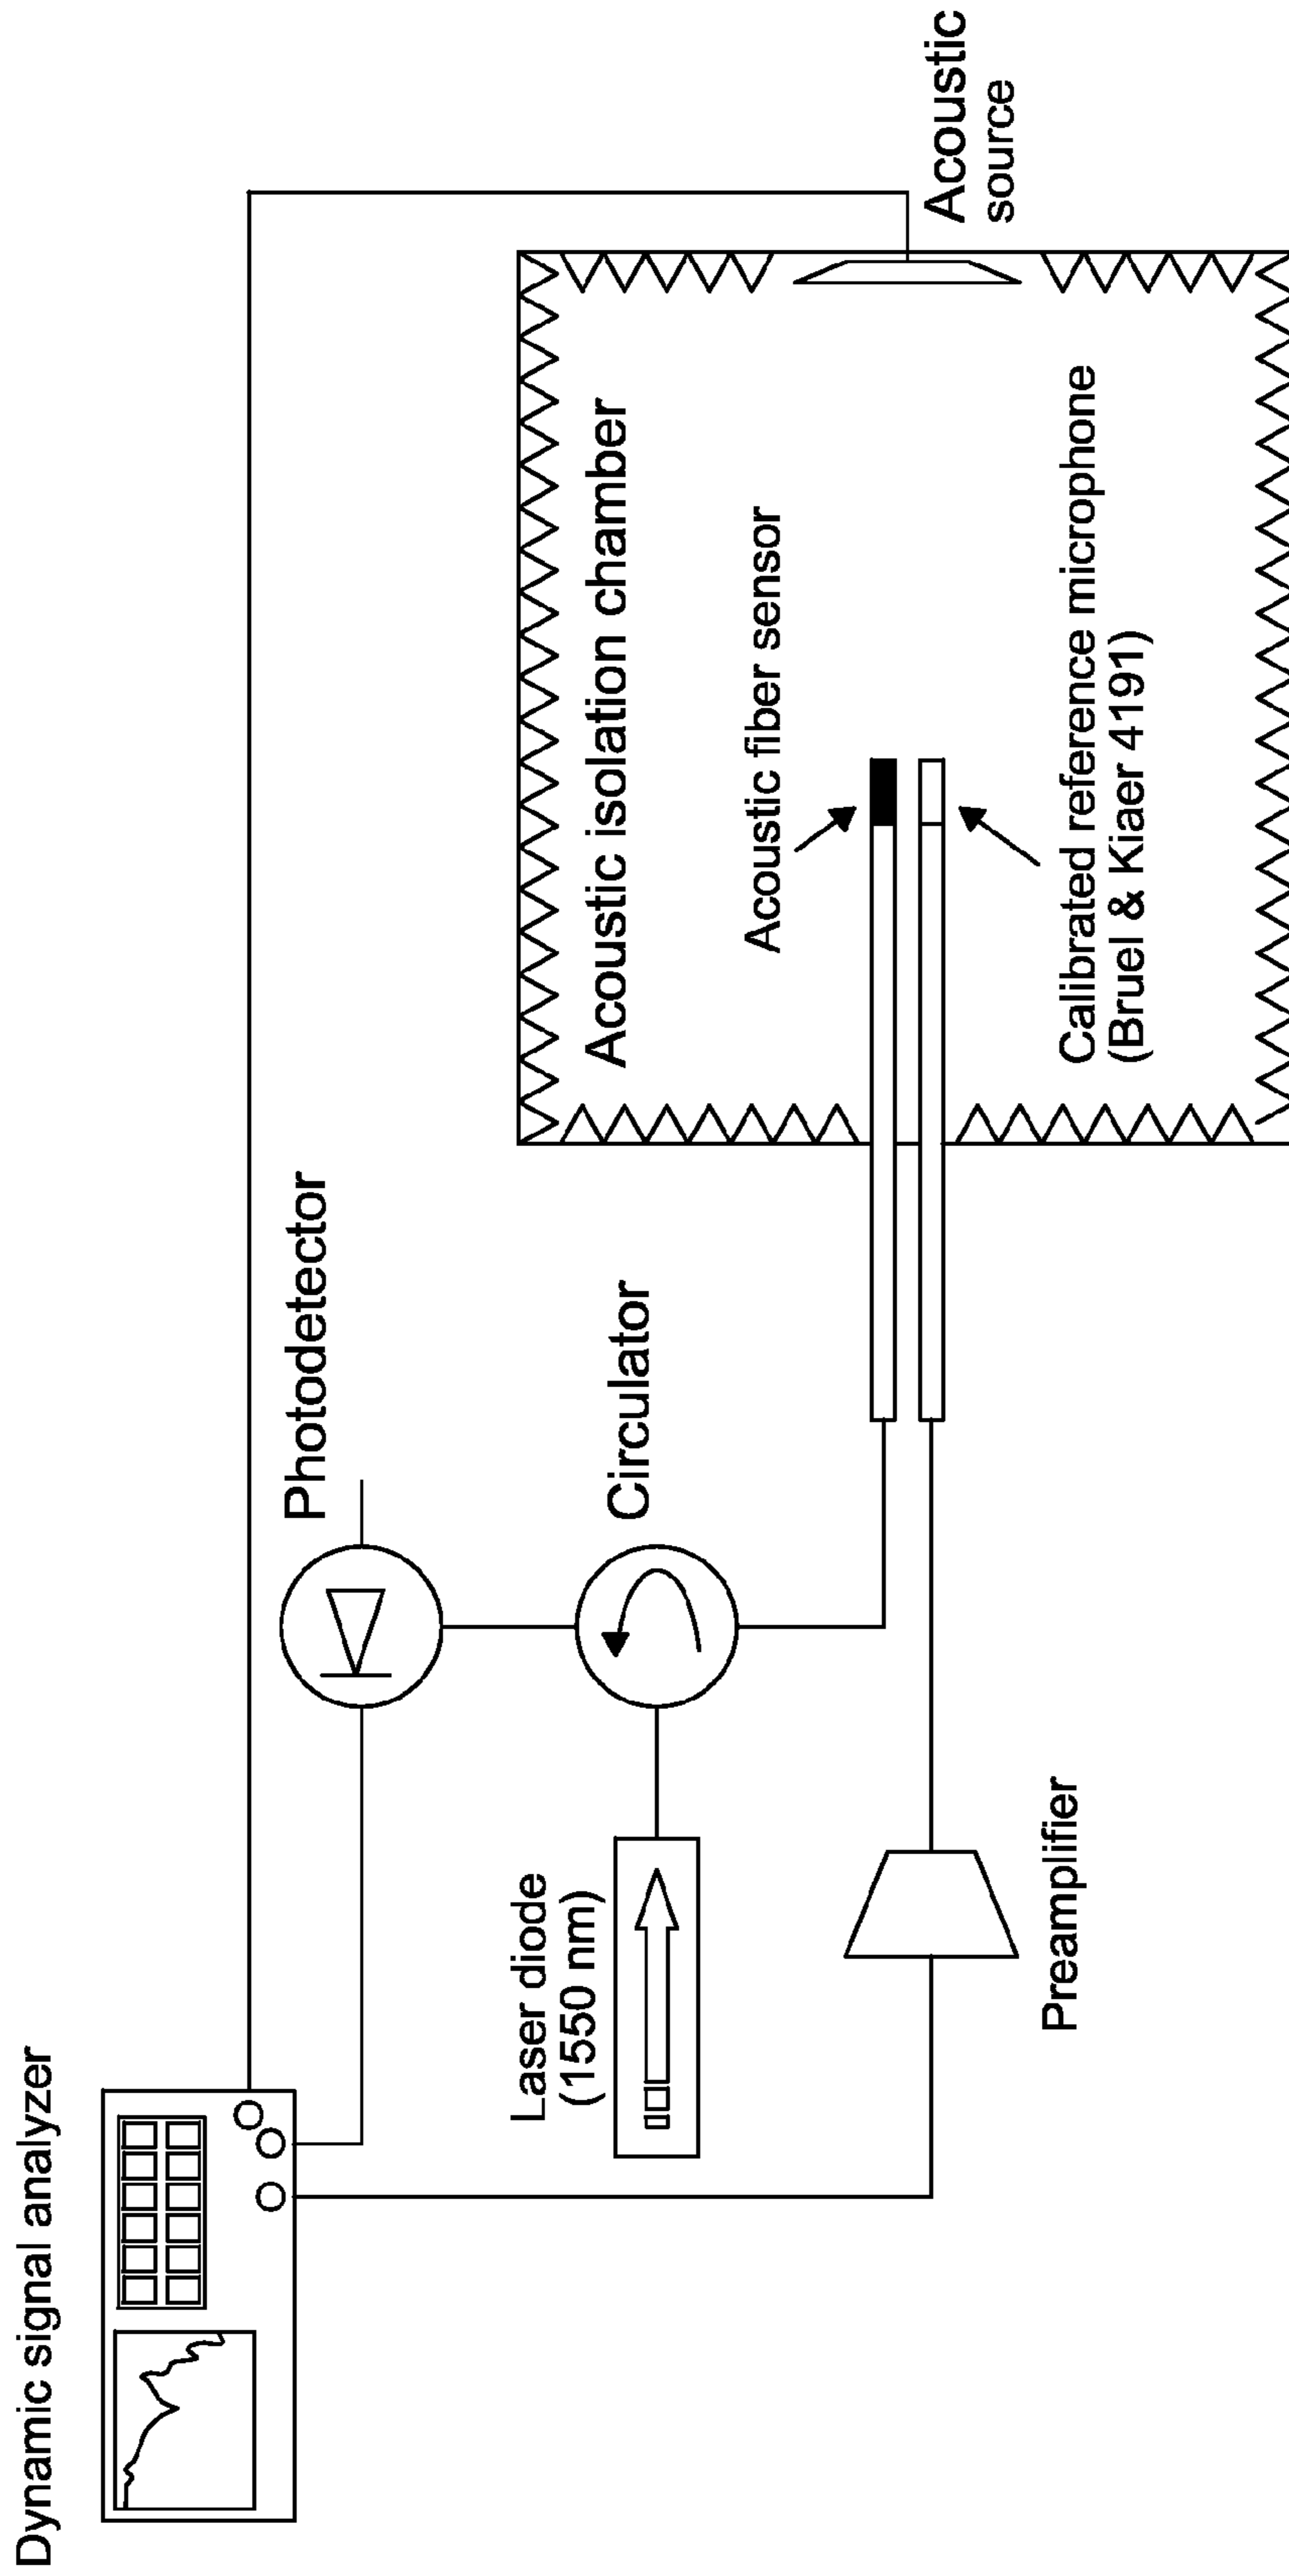 Dynamic signal analyzer
Photodetector
Laser diode
(1550 nm)
Circulator
Preamplifier
Acoustic isolation chamber
Acoustic fiber sensor
Calibrated reference microphone
(Bruel & Kiaer 4191)
Acoustic
source